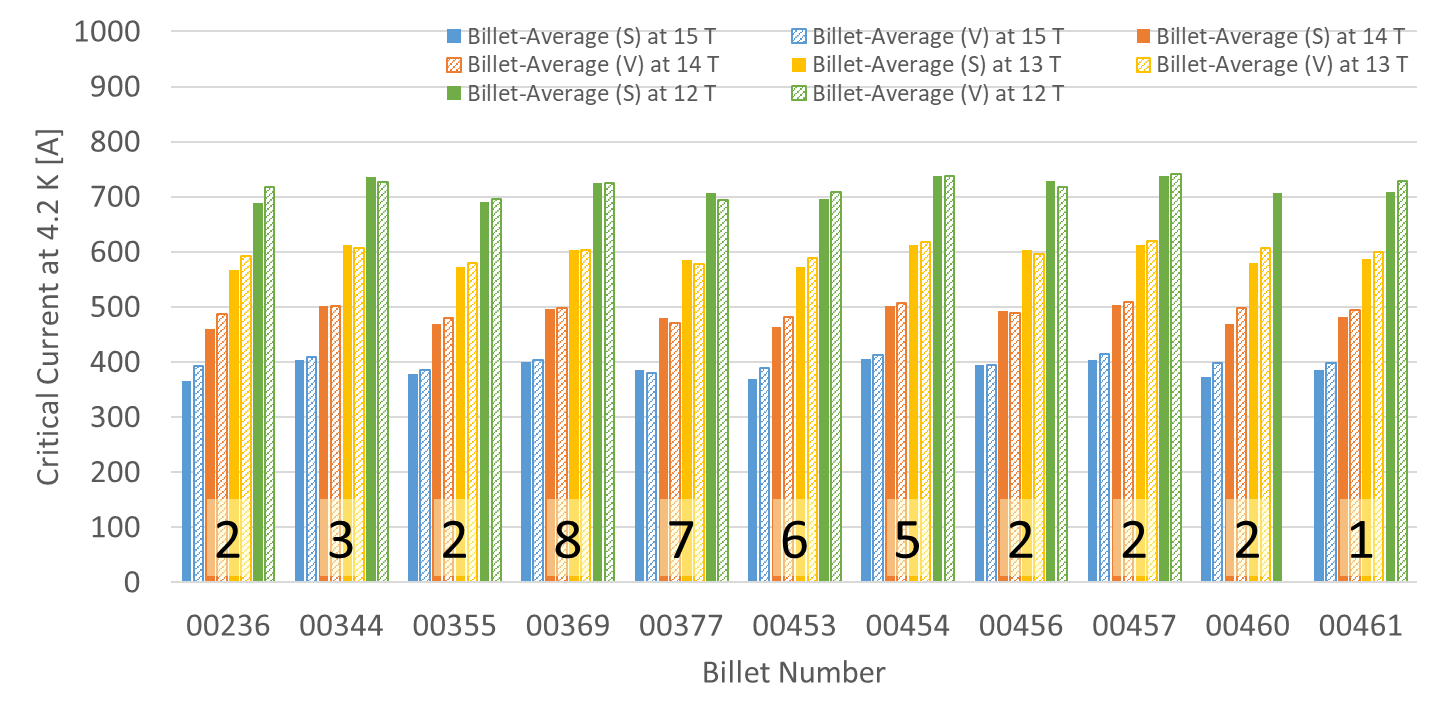 1000
900
800
700
600
500
400
300
200
100
0
Critical Current at 4.2 K [A]
Billet-Average (S) at 15 T Billet-Average (V) at 15 T Billet-Average (S) at 14 T
Billet-Average (V) at 14 T Billet-Average (S) at 13 T Billet-Average (V) at 13 T
Billet-Average (S) at 12 T Billet-Average (V) at 12 T
2 3 2 8 7 6 5 2 2 2 1
00236 00344 00355 00369 00377 00453 00454 00456 00457 00460 00461
Billet Number